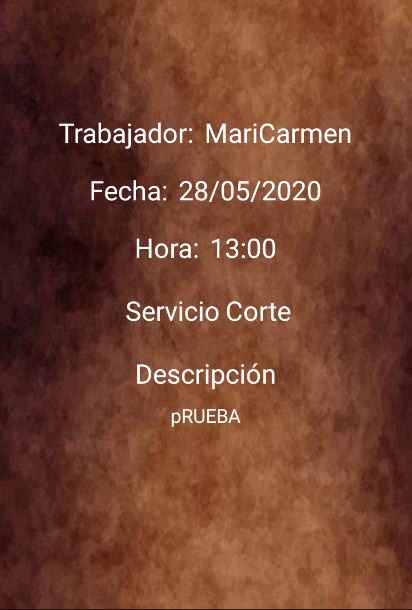 Trabajador: MariCarmen
Fecha: 28/05/2020
Hora: 13:00
Servicio Corte
Descripción
pRUEBA